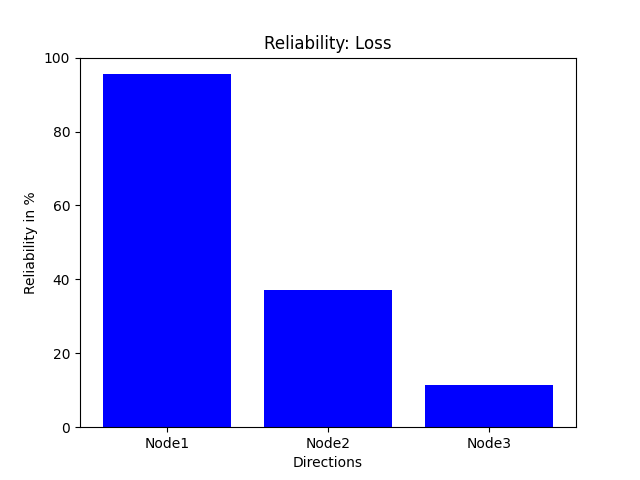 Reliability: Loss
Reliability in %
100
80
60
40
20
0
Node1 Node2 Node3
Directions